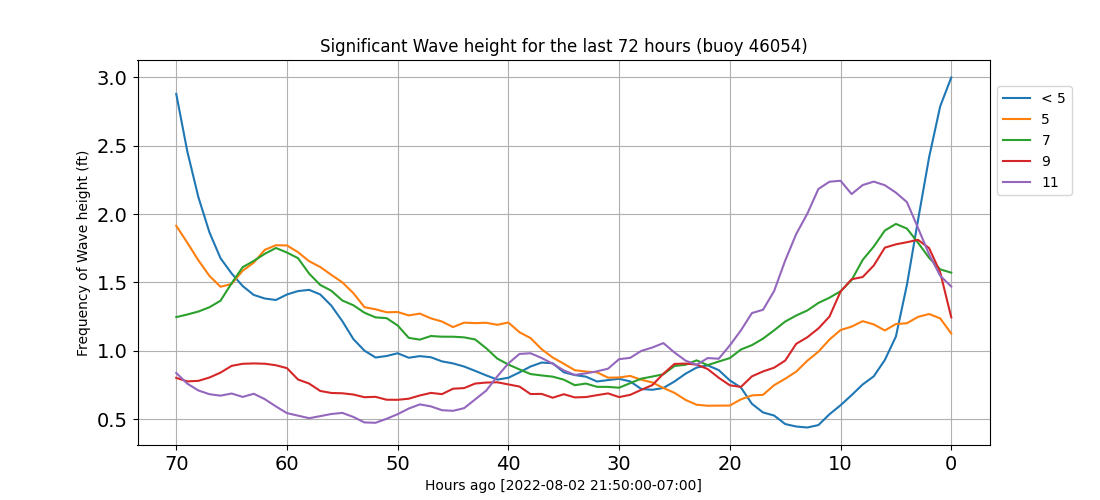 Significant Wave height for the last 72 hours (buoy 46054)
Frequency of Wave height (ft)
3.0
2.5
2.0
1.5
1.0
0.5
70 60 50 40 30 20 10 0
Hours ago [2022-08-02 21:50:00-07:00]
< 5
5
7
9
11